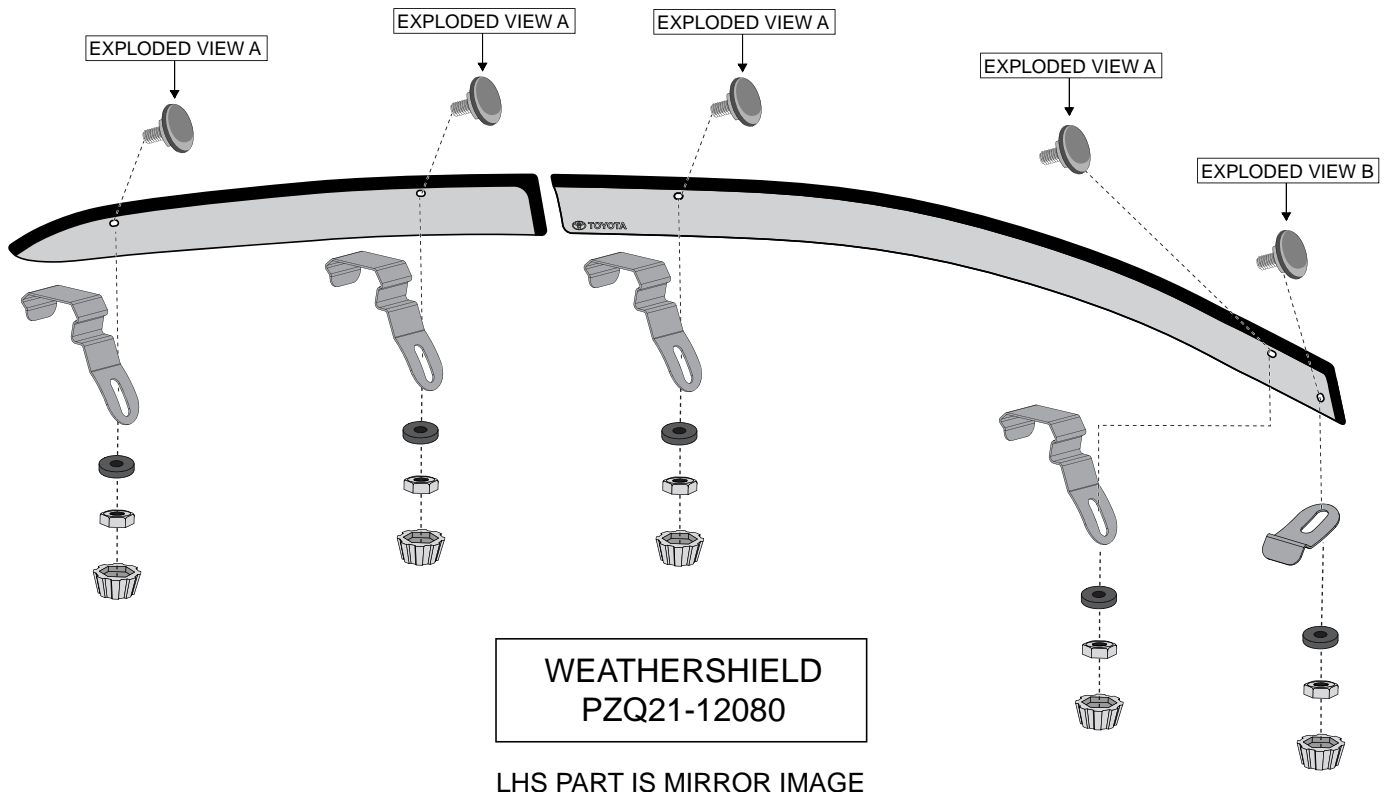 EXPLODED VIEW A
EXPLODED VIEW A
EXPLODED VIEW A
EXPLODED VIEW A
EXPLODED VIEW B
TOYOTA
WEATHERSHIELD
PZQ21-12080
LHS PART IS MIRROR IMAGE